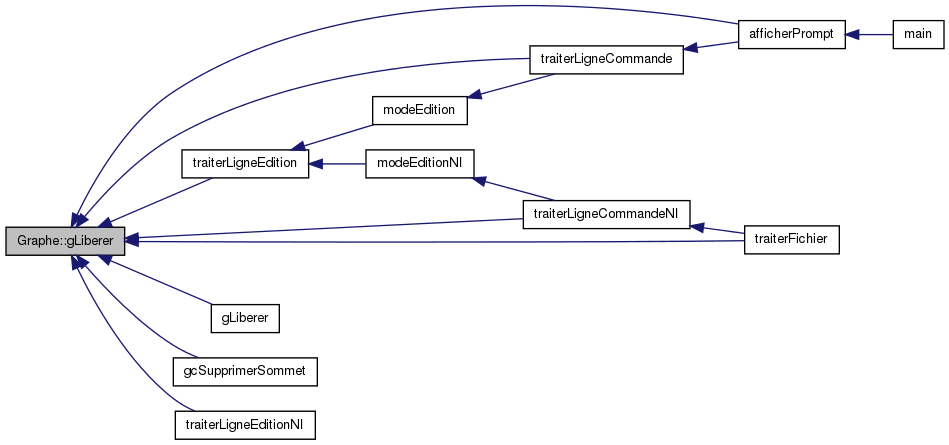 afficherPrompt
main
traiterLigneCommande
modeEdition
traiterLigneEdition
modeEditionNI
traiterLigneCommandeNI
Graphe::gLiberer
traiterFichier
gLiberer
gcSupprimerSommet
traiterLigneEditionNI